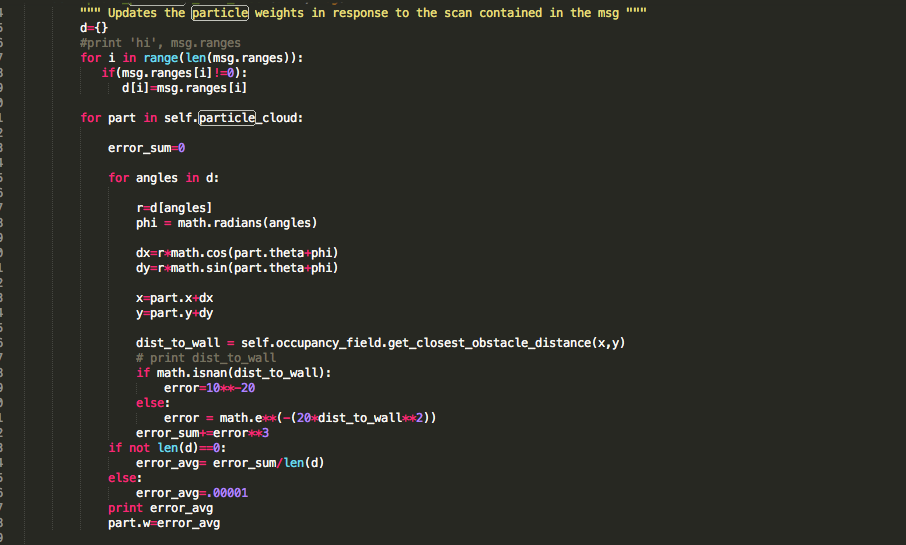 """ Updates the particle weights in response to the scan contained in the msg """
d={}
#print 'hi', msg.ranges
for i in range(len(msg.ranges)):
if(msg.ranges[i]!=0):
d[i]=msg.ranges[i]
for part in self.particle_cloud:
error_sum=0
for angles in d:
r=d[angles]
phi = math.radians(angles)
dx=r*math.cos(part.theta+phi)
dy=r*math.sin(part.theta+phi)
x=part.x+dx
y=part.y+dy
dist_to_wall = self.occupancy_field.get_closest_obstacle_distance(x,y)
# print dist_to_wall
if math.isnan(dist_to_wall):
error=10**-20
else:
error = math.e**(-(20*dist_to_wall**2))
error_sum+=error**3
if not len(d)==0:
error_avg= error_sum/len(d)
else:
error_avg=.00001
print error_avg
part.w=error_avg